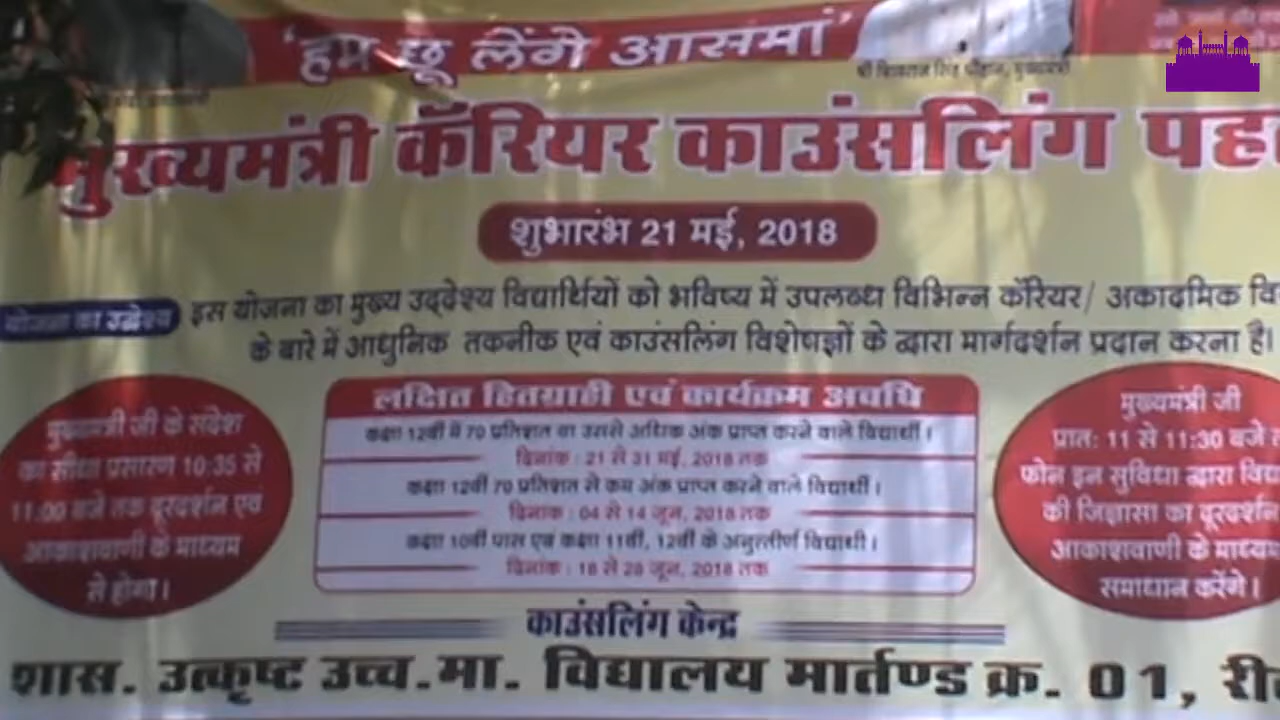 'हम छू लेंगे आसमां'
श्री शिवराज सिंह चौहान, मुख्यमंत्री
मुख्यमंत्री कॅरियर काउंसलिंग
शुभारंभ 21 मई, 2018
योजना का उद्देश्य
इस योजना का मुख्य उद्देश्य विद्यार्थियों को भविष्य में उपलब्ध विभिन्न कॅरियर/ अकादमिक
के बारे में आधुनिक तकनीक एवं काउंसलिंग विशेषज्ञों के द्वारा मार्गदर्शन प्रदान करना है।
मुख्यमंत्री जी के संदेश
का सीधा प्रसारण 10:35 से
11:00 बजे तक दूरदर्शन एवं
आकाशवाणी के माध्यम
से होगा।
लक्षित हितग्राही एवं कार्यक्रम अवधि
कक्षा 12वीं में 70 प्रतिशत या उससे अधिक अंक प्राप्त करने वाले विद्यार्थी।
दिनांक : 21 से 31 मई, 2018 तक
कक्षा 12वीं 70 प्रतिशत से कम अंक प्राप्त करने वाले विद्यार्थी।
दिनांक : 04 से 14 जून, 2018 तक
कक्षा 10वीं पास एवं कक्षा 11वीं, 12वीं के अनुत्तीर्ण विद्यार्थी।
दिनांक : 18 से 28 जून, 2018 तक
मुख्यमंत्री जी
प्रात: 11 से 11:30 बजे
फोन इन सुविधा द्वारा
की जिज्ञासा का दूरदर्शन
आकाशवाणी के माध्यम
समाधान करेंगे।
काउंसलिंग केन्द्र
शास. उत्कृष्ट उच्च.मा. विद्यालय मार्तण्ड क्र. 01,